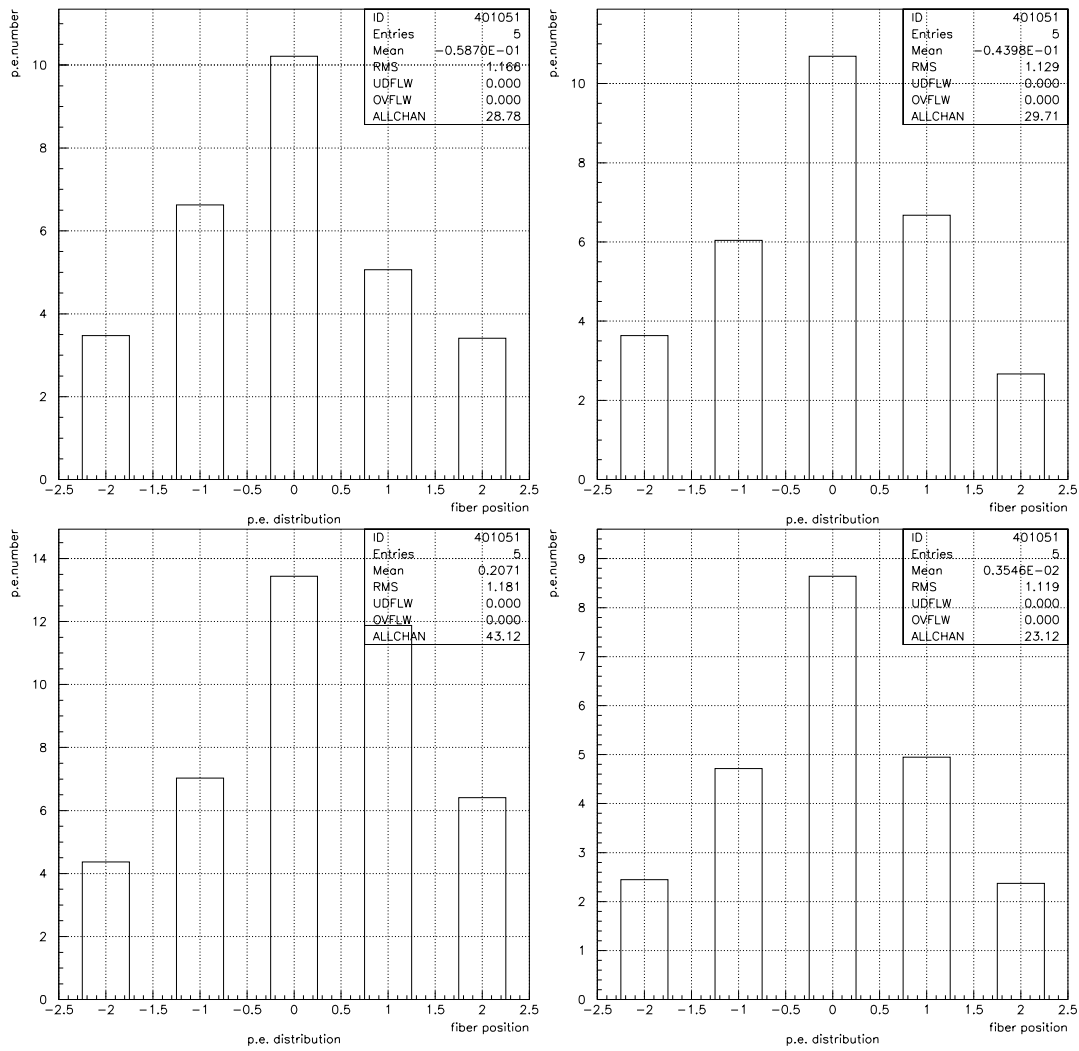 p.e.number
ID 401051
Entries 5
Mean −0.5870E−01
RMS 1.166
UDFLW 0.000
OVFLW 0.000
ALLCHAN 28.78
10
8
6
4
2
0
−2.5 −2 −1.5 −1 −0.5 0 0.5 1 1.5 2 2.5
fiber position
p.e. distribution
p.e.number
ID 401051
Entries 5
Mean −0.4398E−01
RMS 1.129
UDFLW 0.000
OVFLW 0.000
ALLCHAN 29.71
10
8
6
4
2
0
−2.5 −2 −1.5 −1 −0.5 0 0.5 1 1.5 2 2.5
fiber position
p.e. distribution
p.e.number
ID 401051
Entries 5
Mean 0.2071
RMS 1.181
UDFLW 0.000
OVFLW 0.000
ALLCHAN 43.12
14
12
10
8
6
4
2
0
−2.5 −2 −1.5 −1 −0.5 0 0.5 1 1.5 2 2.5
fiber position
p.e. distribution
p.e.number
ID 401051
Entries 5
Mean 0.3546E−02
RMS 1.119
UDFLW 0.000
OVFLW 0.000
ALLCHAN 23.12
9
8
7
6
5
4
3
2
1
0
−2.5 −2 −1.5 −1 −0.5 0 0.5 1 1.5 2 2.5
fiber position
p.e. distribution